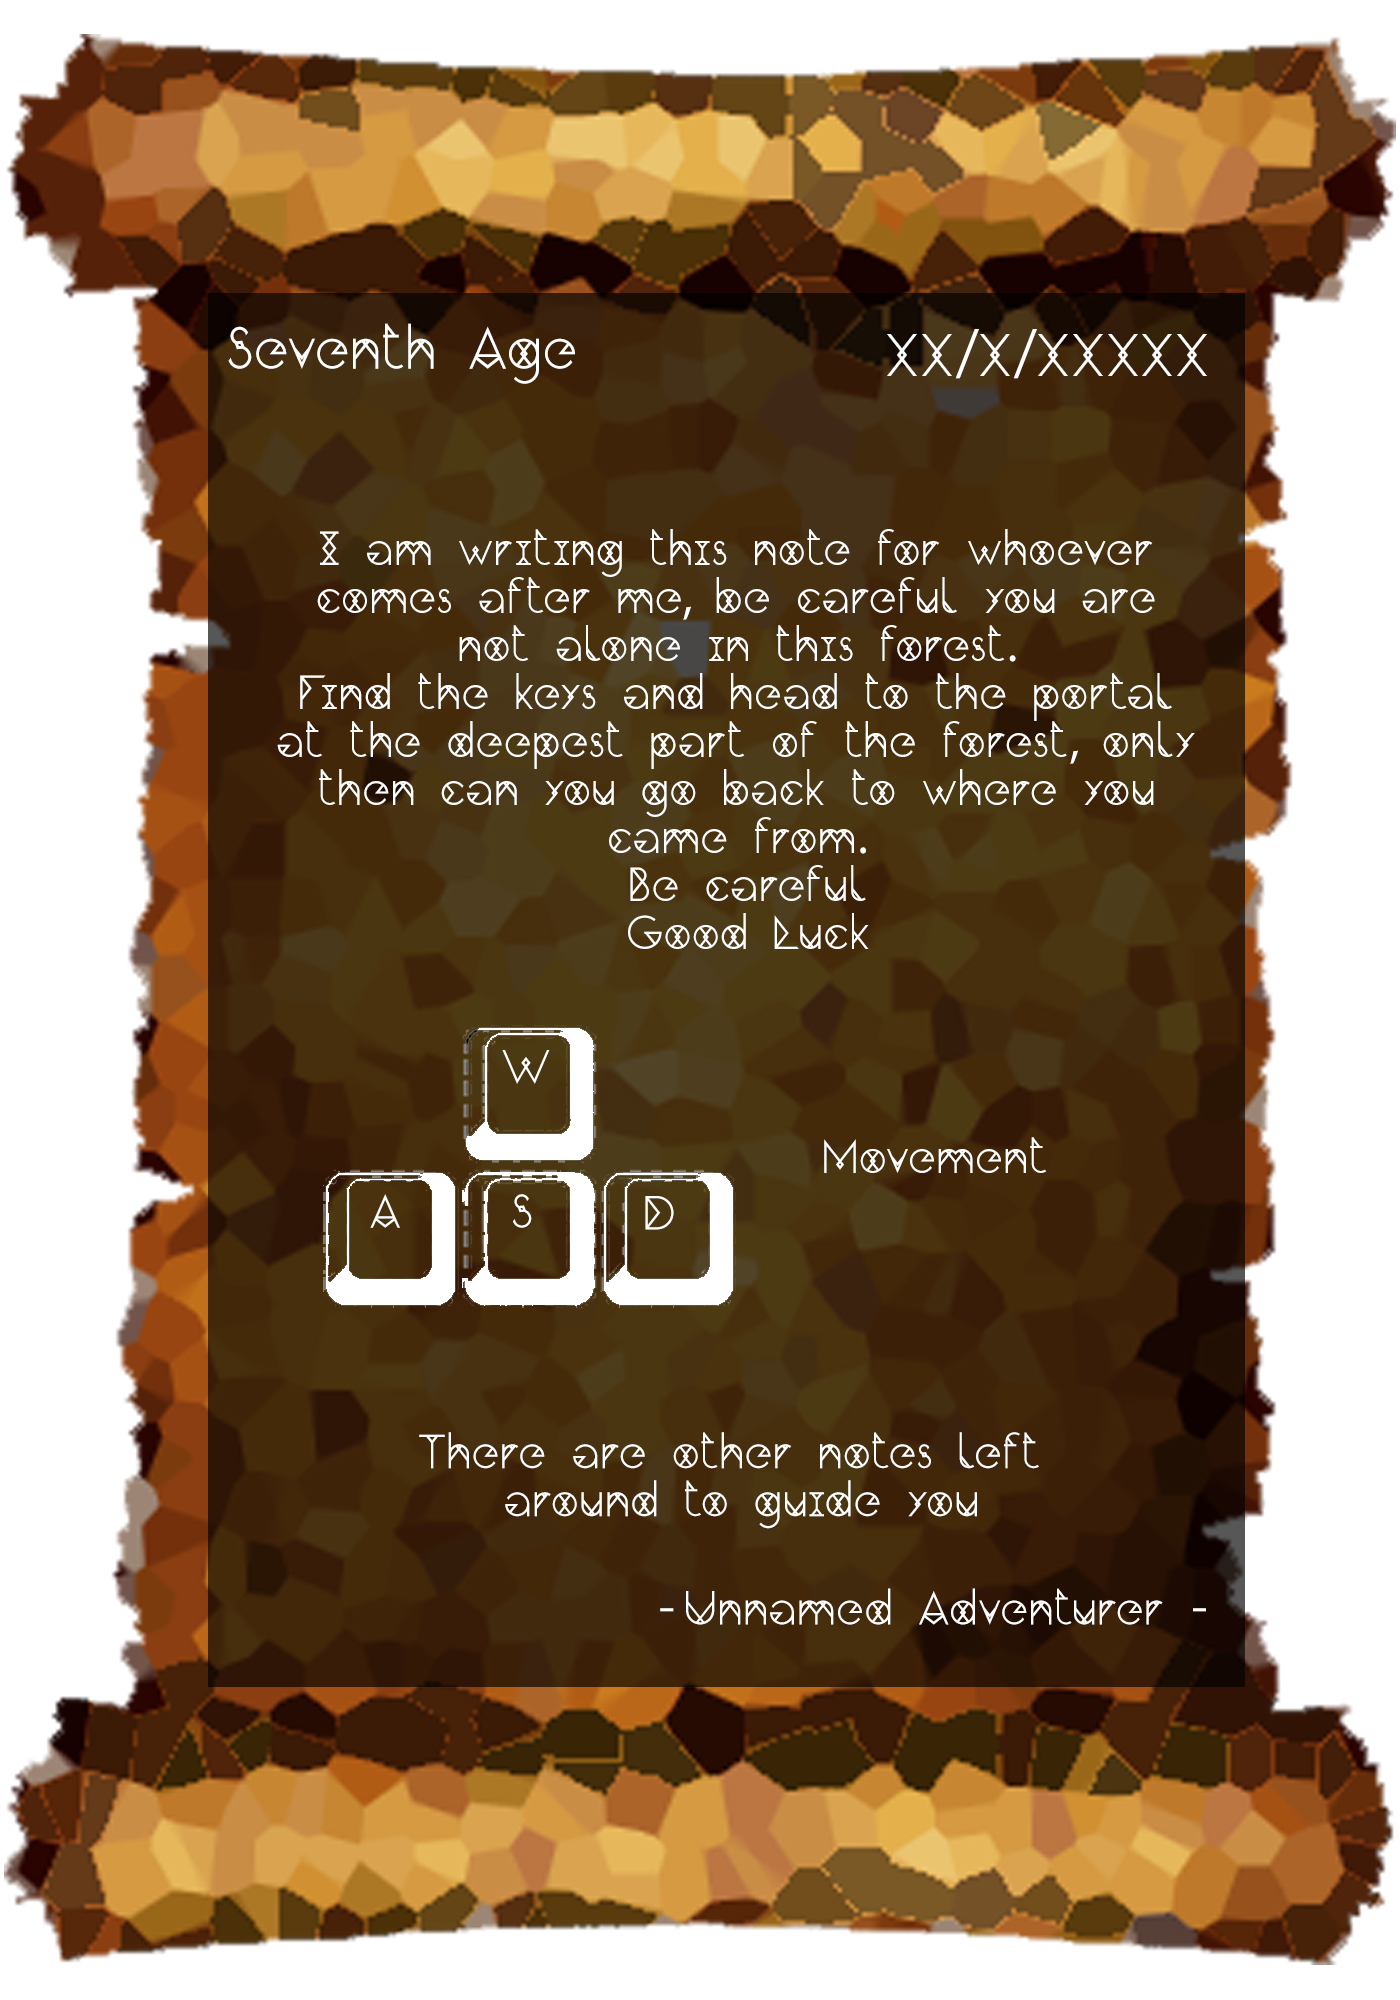 Seventh Age XX/X/XXXXX
I am writing this note for whoever
comes after me, be careful you are
not alone in this forest.
Find the keys and head to the portal
at the deepest part of the forest, only
then can you go back to where you
came from.
Be careful
Good Luck
W
Movement
A S D
There are other notes left
around to guide you
-Unnamed Adventurer -